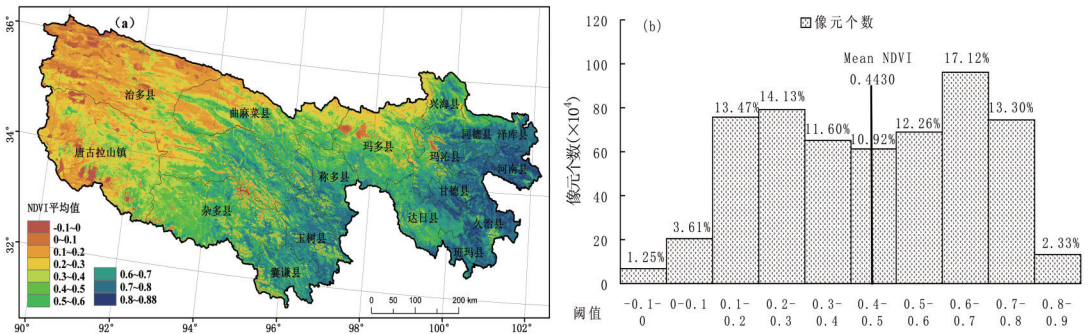 (a)
36°
34°
32°
治多县
曲麻莱县
兴海县
唐古拉山镇
玛多县
同德县
泽库县
玛沁县
河南县
称多县
甘德县
杂多县
达日县
久治县
玉树县
班玛县
囊谦县
NDVI平均值
-0.1~0
0~0.1
0.1~0.2
0.2~0.3
0.3~0.4
0.4~0.5
0.5~0.6
0.6~0.7
0.7~0.8
0.8~0.88
0 50 100 200 km
90° 92° 94° 96° 98° 100° 102°
(b)
像元个数
Mean NDVI
0.4430
像元个数(×10⁴)
120
100
80
60
40
20
0
1.25%
3.61%
13.47%
14.13%
11.60%
10.92%
12.26%
17.12%
13.30%
2.33%
阈值
-0.1-0
0-0.1
0.1-0.2
0.2-0.3
0.3-0.4
0.4-0.5
0.5-0.6
0.6-0.7
0.7-0.8
0.8-0.9